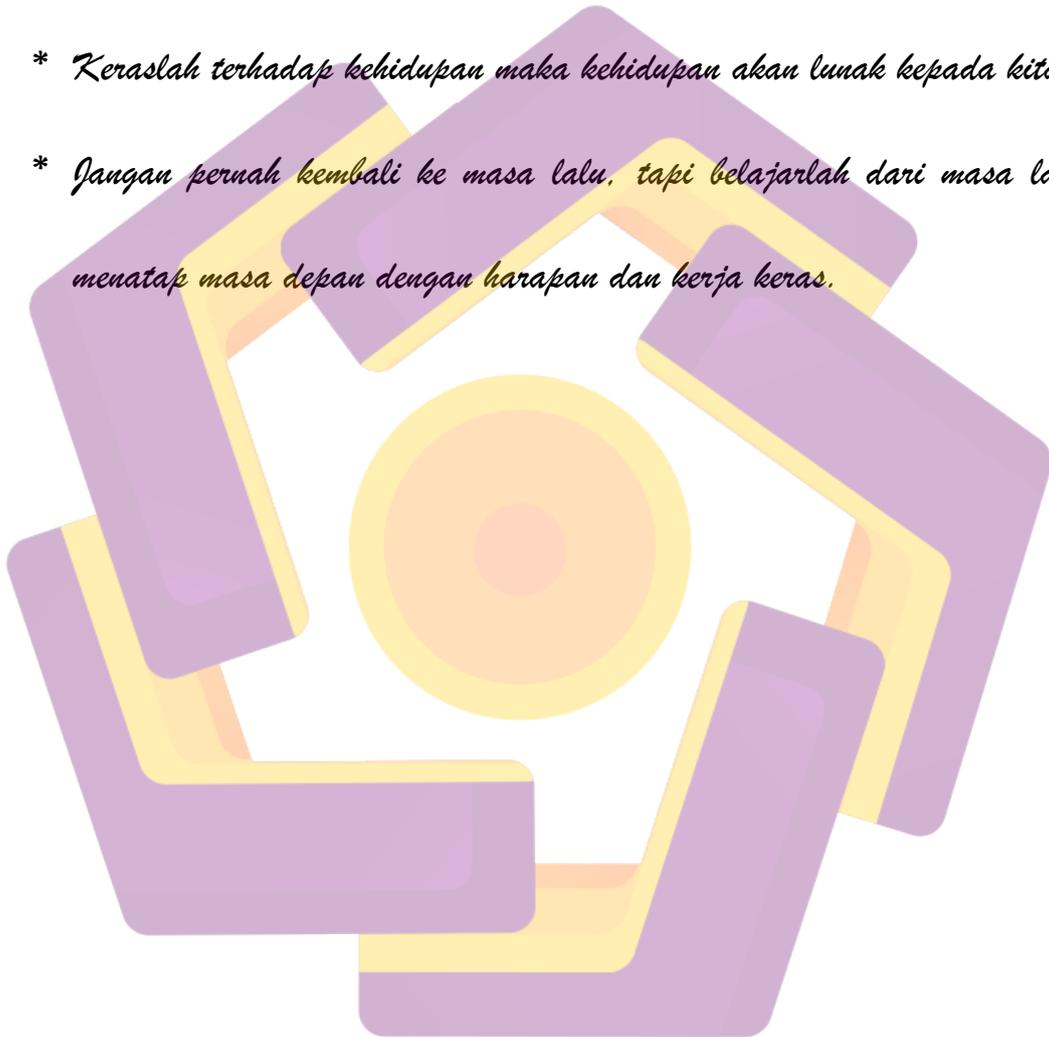 * Keraslah terhadap kehidupan maka kehidupan akan lunak kepada
* Jangan pernah kembali ke masa lalu, tapi belajarlah dari masa
menatap masa depan dengan harapan dan kerja keras.